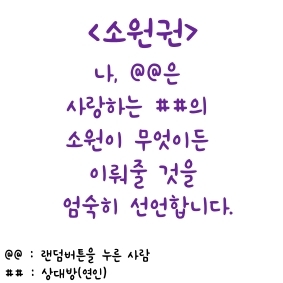 <소원권>
나, @@은
사랑하는 ##의
소원이 무엇이든
이뤄줄 것을
엄숙히 선언합니다.
@@ : 랜덤버튼을 누른 사람
## : 상대방(연인)